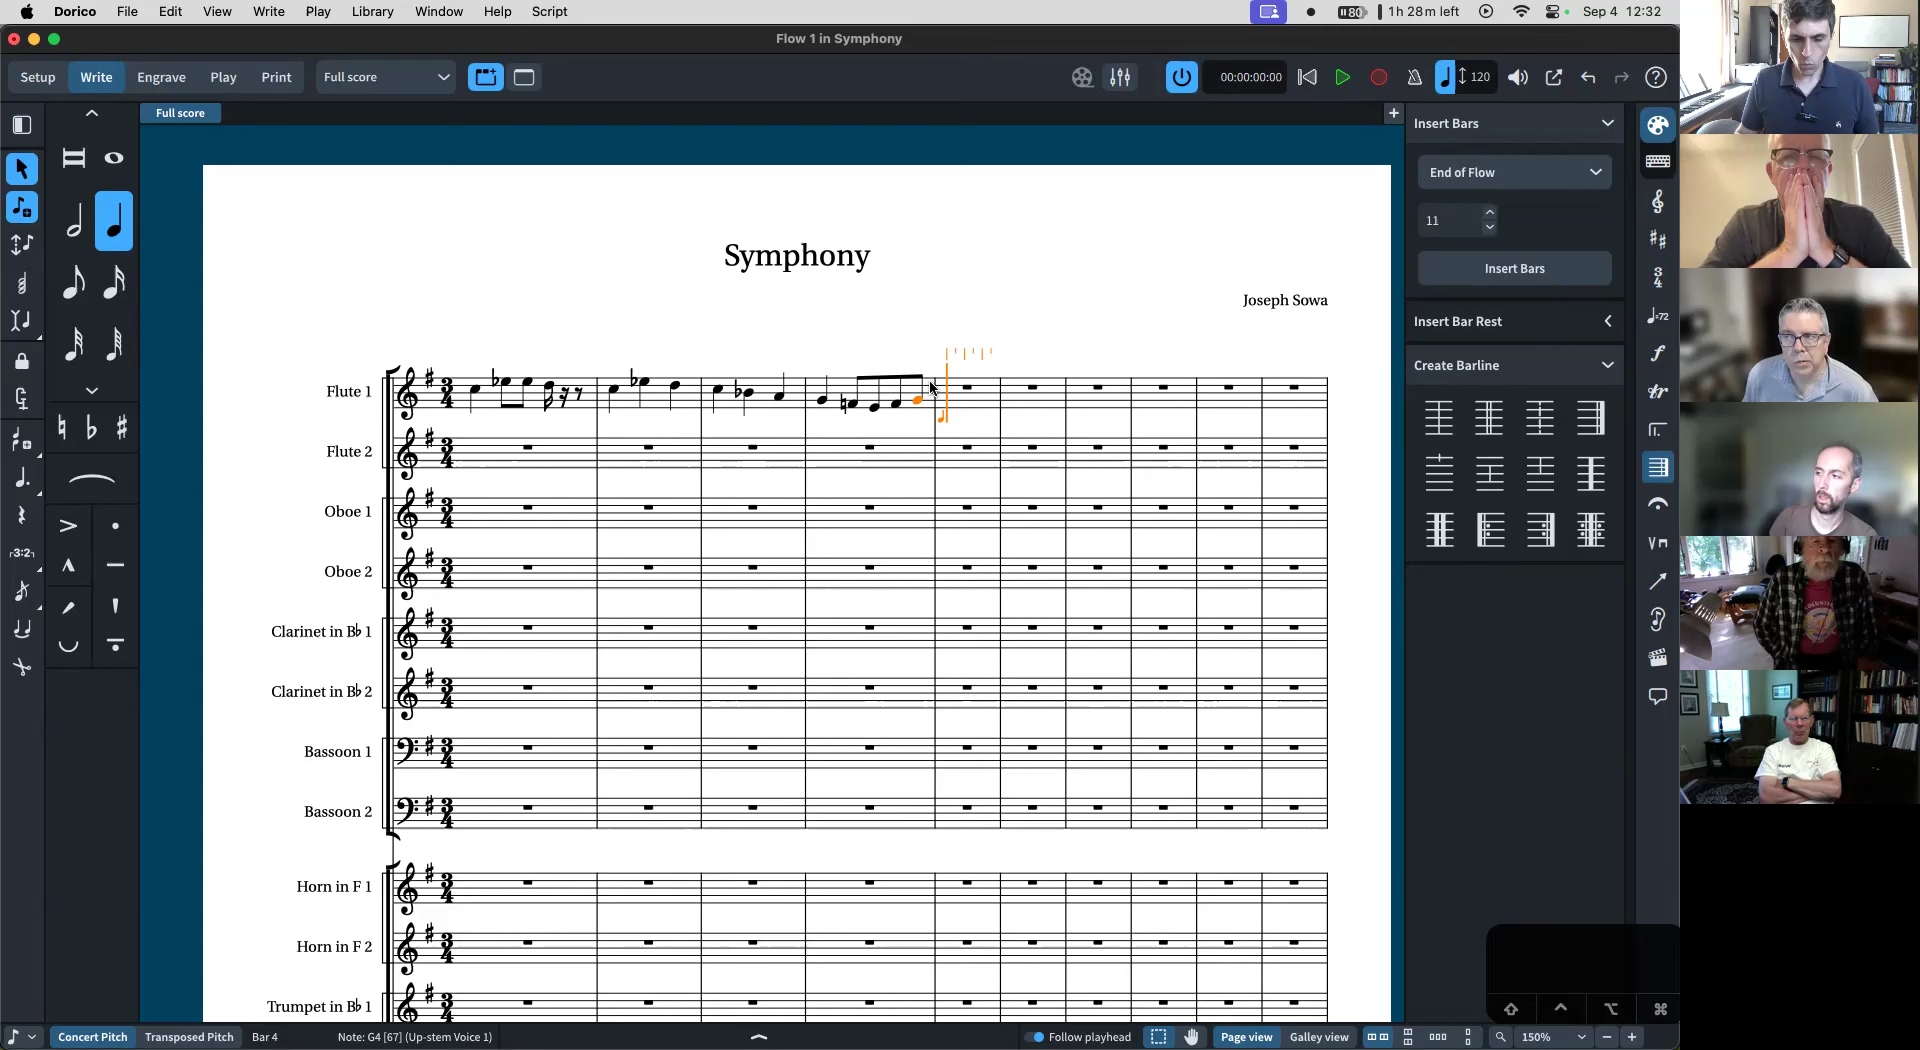 Dorico File Edit View Write Play Library Window Help Script
80 1h 28m left Sep 4 12:32
Flow 1 in Symphony
Setup Write Engrave Play Print Full score
00:00:00:00 120
Full score
Insert Bars
End of Flow
11
Insert Bars
Insert Bar Rest
Create Barline
Symphony
Joseph Sowa
Flute 1
Flute 2
Oboe 1
Oboe 2
Clarinet in B♭ 1
Clarinet in B♭ 2
Bassoon 1
Bassoon 2
Horn in F 1
Horn in F 2
Trumpet in B♭ 1
Concert Pitch Transposed Pitch Bar 4 Note: G4 [67] (Up-stem Voice 1) Follow playhead Page view Galley view 150%